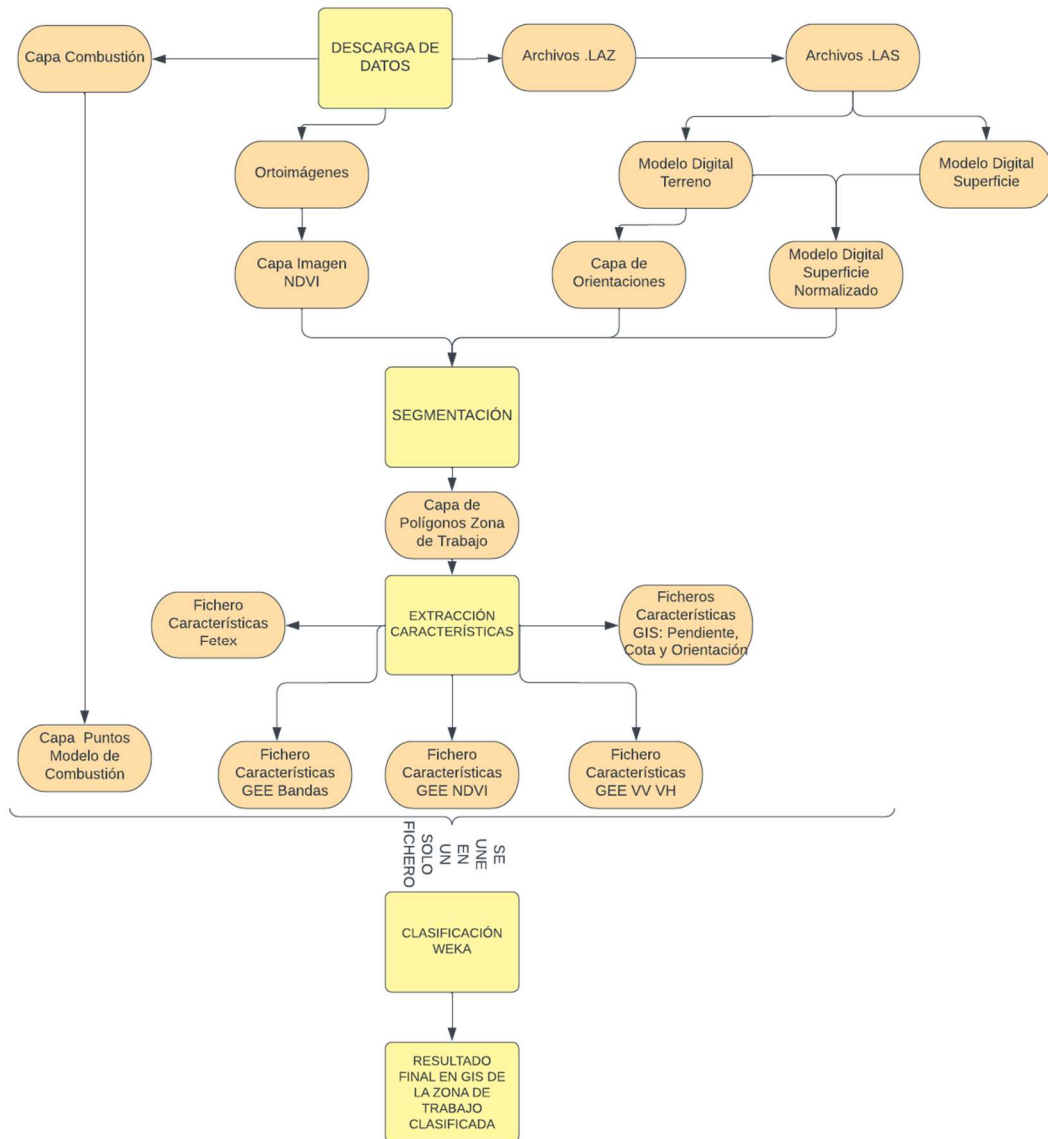 DESCARGA DE
DATOS
Capa Combustión
Archivos .LAZ
Archivos .LAS
Ortoimágenes
Modelo Digital
Terreno
Modelo Digital
Superficie
Capa Imagen
NDVI
Capa de
Orientaciones
Modelo Digital
Superficie
Normalizado
SEGMENTACIÓN
Capa de
Polígonos Zona
de Trabajo
EXTRACCIÓN
CARACTERÍSTICAS
Fichero
Características
Fetex
Ficheros
Características
GIS: Pendiente,
Cota y Orientación
Capa Puntos
Modelo de
Combustión
Fichero
Características
GEE Bandas
Fichero
Características
GEE NDVI
Fichero
Características
GEE VV VH
SE
UNE
EN
UN
SOLO
FICHERO
CLASIFICACIÓN
WEKA
RESULTADO
FINAL EN GIS DE
LA ZONA DE
TRABAJO
CLASIFICADA